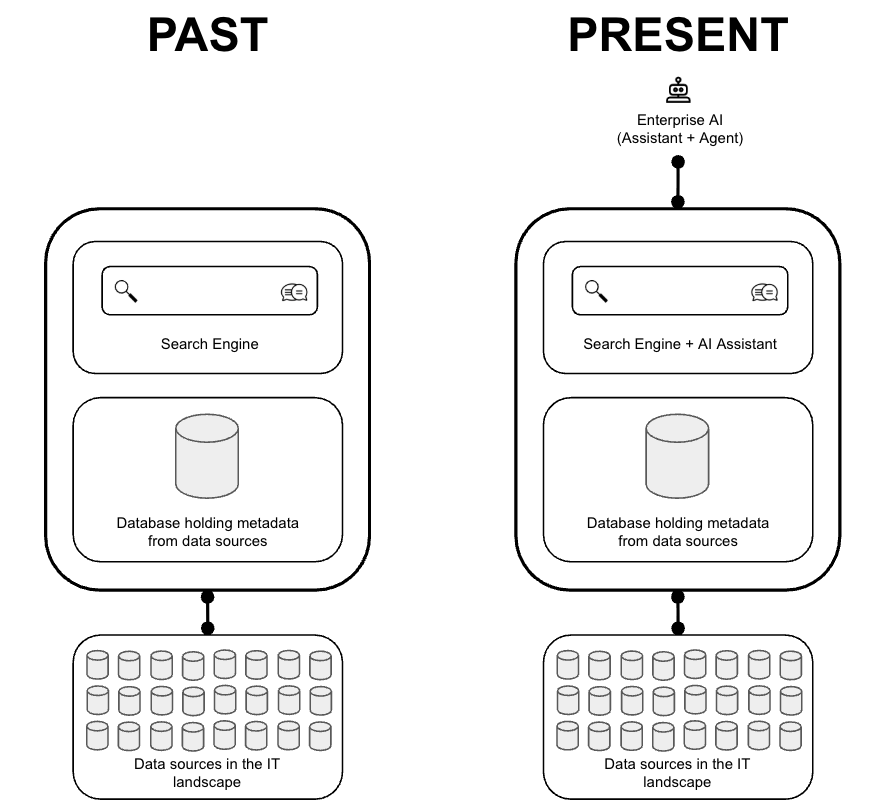 PAST
Search Engine
Database holding metadata
from data sources
Data sources in the IT
landscape
PRESENT
Enterprise AI
(Assistant + Agent)
Search Engine + AI Assistant
Database holding metadata
from data sources
Data sources in the IT
landscape